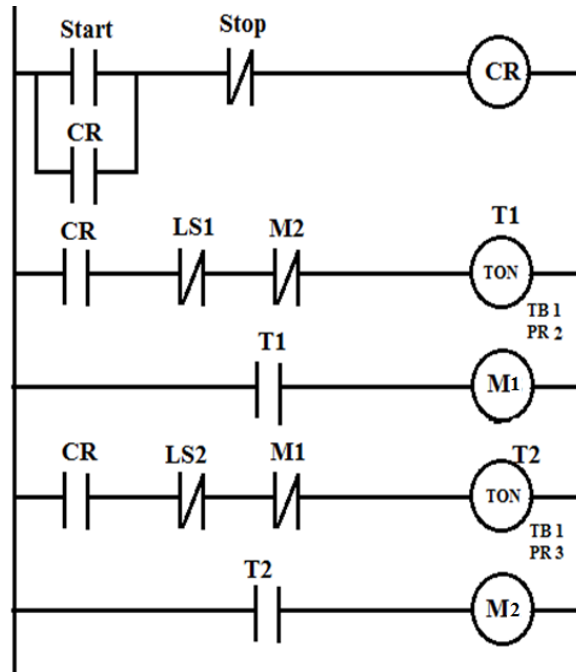 Start Stop
CR
CR
CR LS1 M2 T1
TON
TB 1
PR 2
T1
M1
CR LS2 M1 T2
TON
TB 1
PR 3
T2
M2